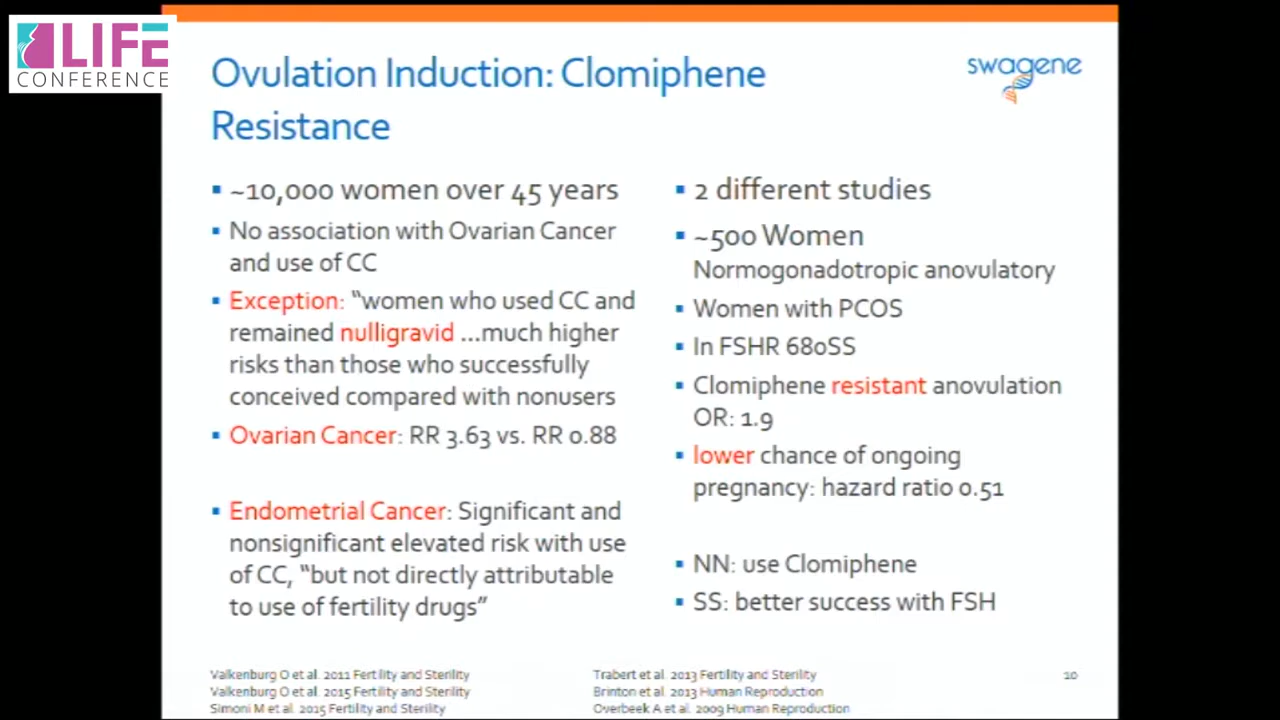 LIFE
CONFERENCE
Ovulation Induction: Clomiphene
Resistance
swagene
~10,000 women over 45 years
No association with Ovarian Cancer
and use of CC
Exception: “women who used CC and
remained nulligravid ...much higher
risks than those who successfully
conceived compared with nonusers
Ovarian Cancer: RR 3.63 vs. RR 0.88
Endometrial Cancer: Significant and
nonsignificant elevated risk with use
of CC, “but not directly attributable
to use of fertility drugs”
2 different studies
~500 Women
Normogonadotropic anovulatory
Women with PCOS
In FSHR 680SS
Clomiphene resistant anovulation
OR: 1.9
lower chance of ongoing
pregnancy: hazard ratio 0.51
NN: use Clomiphene
SS: better success with FSH
Valkenburg O et al. 2011 Fertility and Sterility
Valkenburg O et al. 2015 Fertility and Sterility
Simoni M et al. 2015 Fertility and Sterility
Trabert et al. 2013 Fertility and Sterility
Brinton et al. 2013 Human Reproduction
Overbeek A et al. 2009 Human Reproduction
10